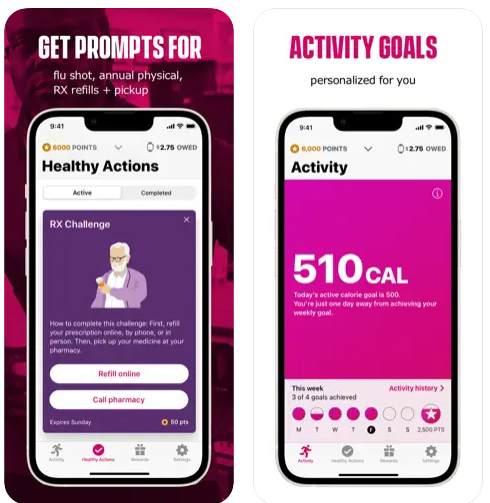 GET PROMPTS FOR
flu shot, annual physical,
RX refills + pickup
9:41
6000 POINTS
$2.75 OWED
Healthy Actions
Active
Completed
RX Challenge
How to complete this challenge: First, refill
your prescription online, by phone, or in
person. Then, pick up your medicine at your
pharmacy.
Refill online
Call pharmacy
Expires Sunday
50 pts
Activity
Healthy Actions
Rewards
Settings
ACTIVITY GOALS
personalized for you
9:41
6,000 POINTS
$2.75 OWED
Activity
510 CAL
Today's active calorie goal is 500.
You're just one day away from achieving your
weekly goal.
This week
Activity history >
3 of 4 goals achieved
M T W T F S S 2,500 PTS
Activity
Healthy Actions
Rewards
Settings